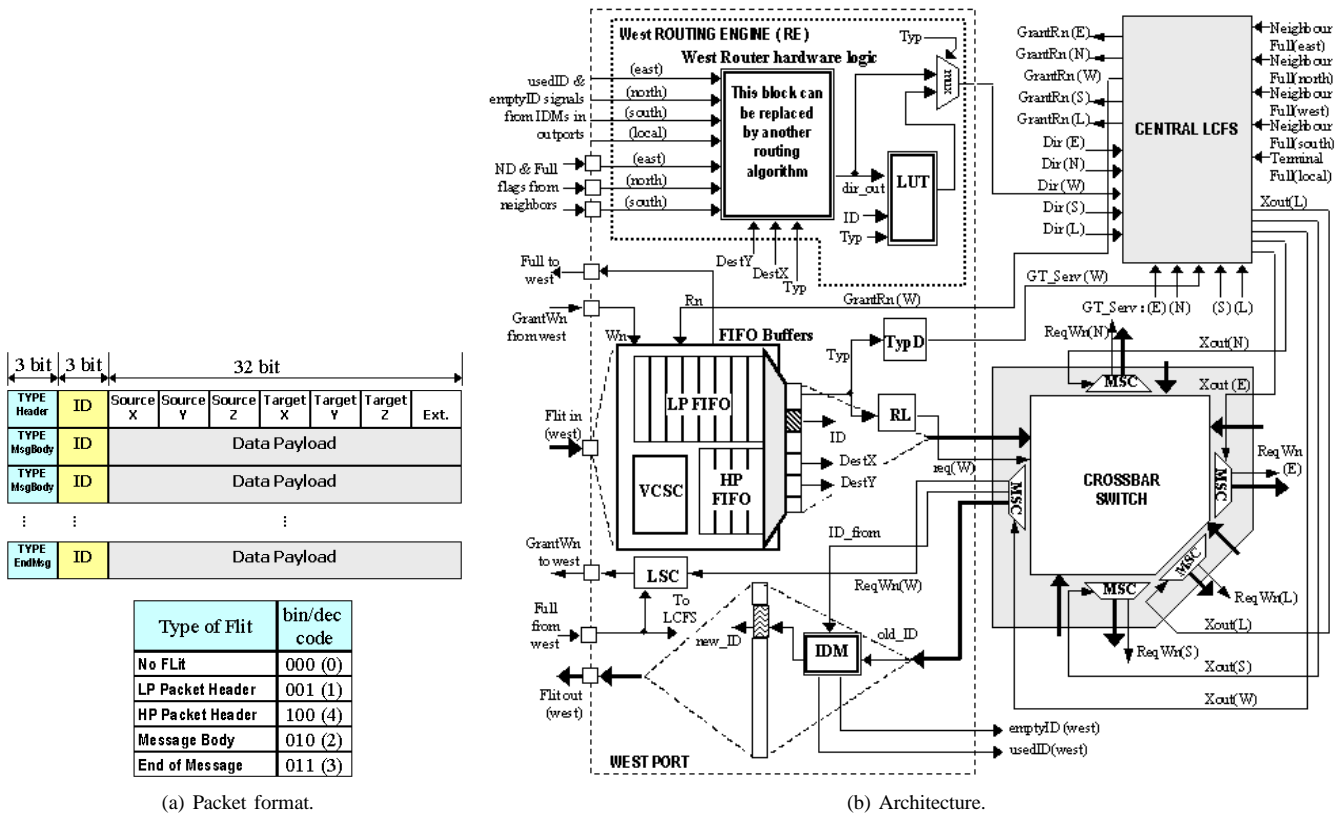 3 bit 3 bit 32 bit
TYPE Header ID Source X Source Y Source Z Target X Target Y Target Z Ext.
TYPE MsgBody ID Data Payload
TYPE MsgBody ID Data Payload
⋮ ⋮ ⋮
TYPE EndMsg ID Data Payload
Type of Flit bin/dec code
No FLit 000 (0)
LP Packet Header 001 (1)
HP Packet Header 100 (4)
Message Body 010 (2)
End of Message 011 (3)
(a) Packet format.
West ROUTING ENGINE ( RE )
West Router hardware logic
Typ
mux
usedID &
emptyID signals
from IDMs in
outports
(east)
(north)
(south)
(local)
ND & Full
flags from
neighbors
(east)
(north)
(south)
This block can
be replaced
by another
routing
algorithm
dir_out
LUT
ID
Typ
DestY
DestX
Typ
GrantRn (E)
GrantRn (N)
GrantRn (W)
GrantRn (S)
GrantRn (L)
Dir (E)
Dir (N)
Dir (W)
Dir (S)
Dir (L)
CENTRAL LCFS
Neighbour
Full(east)
Neighbour
Full(north)
Neighbour
Full(west)
Neighbour
Full(south)
Terminal
Full(local)
Xout(L)
Full to
west
GrantWn
from west
Wn
Rn
GrantRn (W)
GT_Serv (W)
GT_Serv : (E) (N) (S) (L)
FIFO Buffers
LP FIFO
VCSC
HP
FIFO
Flit in
(west)
Typ
TypD
RL
ID
DestX
DestY
req(W)
ReqWn(N)
MSC
Xout(N)
Xout (E)
ReqWn
(E)
MSC
CROSSBAR
SWITCH
MSC
MSC
ReqWn(L)
MSC
Xout(L)
ReqWn(S)
Xout(S)
Xout(W)
GrantWn
to west
LSC
ID_from
ReqWn(W)
To
LCFS
Full
from
west
new_ID
IDM
old_ID
Flit out
(west)
emptyID (west)
usedID(west)
WEST PORT
(b) Architecture.